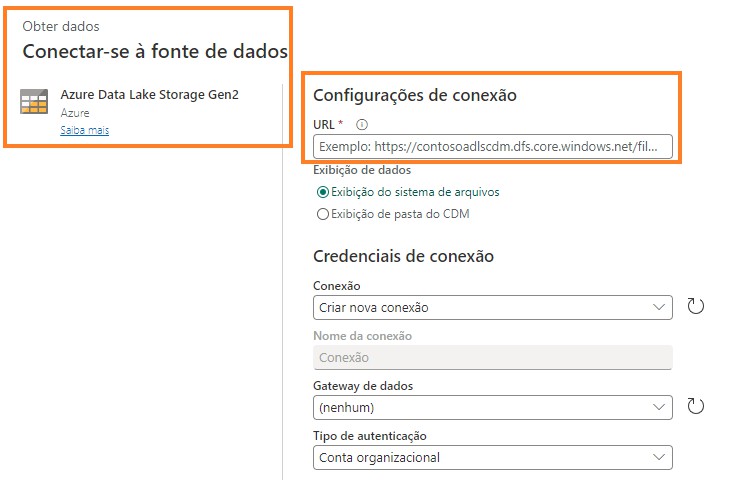 Obter dados
Conectar-se à fonte de dados
Azure Data Lake Storage Gen2
Azure
Saiba mais
Configurações de conexão
URL *
Exemplo: https://contosoadlscdm.dfs.core.windows.net/fil...
Exibição de dados
Exibição do sistema de arquivos
Exibição de pasta do CDM
Credenciais de conexão
Conexão
Criar nova conexão
Nome da conexão
Conexão
Gateway de dados
(nenhum)
Tipo de autenticação
Conta organizacional